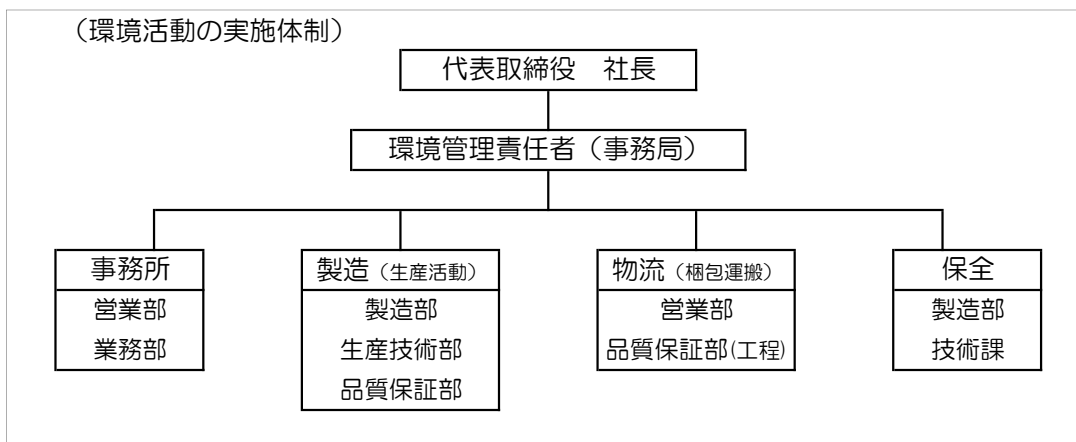 （環境活動の実施体制）
代表取締役　社長
環境管理責任者（事務局）
事務所
営業部
業務部
製造（生産活動）
製造部
生産技術部
品質保証部
物流（梱包運搬）
営業部
品質保証部(工程)
保全
製造部
技術課